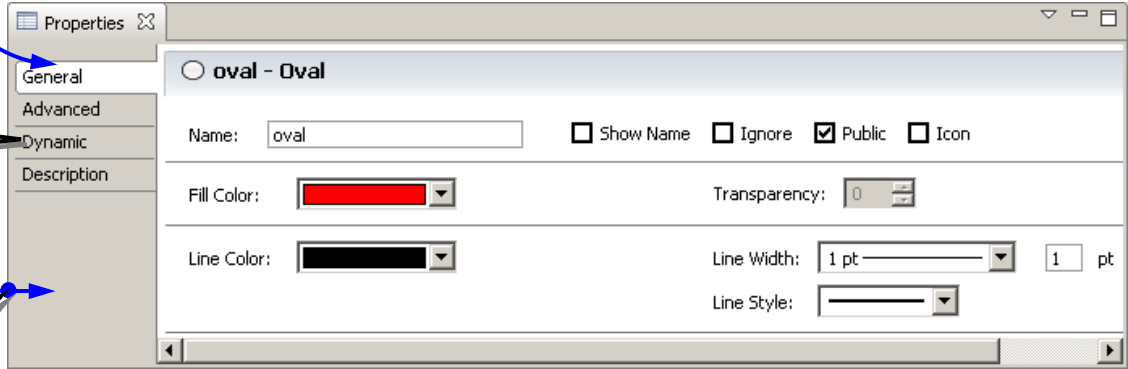 Properties
General
Advanced
Dynamic
Description
oval - Oval
Name: oval Show Name Ignore Public Icon
Fill Color: Transparency: 0
Line Color: Line Width: 1 pt 1 pt
Line Style: